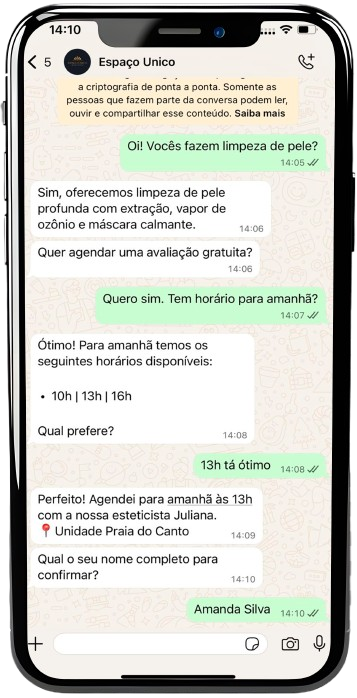 14:10
5
Espaço Unico
a criptografia de ponta a ponta. Somente as
pessoas que fazem parte da conversa podem ler,
ouvir e compartilhar esse conteúdo. Saiba mais
Oi! Vocês fazem limpeza de pele?
14:05
Sim, oferecemos limpeza de pele
profunda com extração, vapor de
ozônio e máscara calmante.
14:06
Quer agendar uma avaliação gratuita?
14:06
Quero sim. Tem horário para amanhã?
14:07
Ótimo! Para amanhã temos os
seguintes horários disponíveis:
• 10h | 13h | 16h
Qual prefere?
14:08
13h tá ótimo 14:08
Perfeito! Agendei para amanhã às 13h
com a nossa esteticista Juliana.
📍Unidade Praia do Canto
14:09
Qual o seu nome completo para
confirmar?
14:10
Amanda Silva 14:10